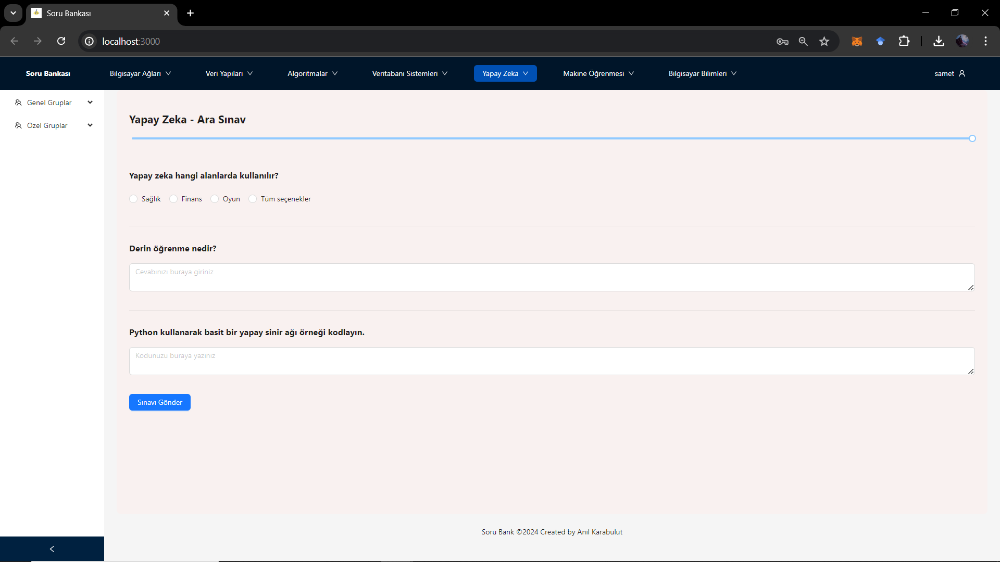 Soru Bankası
localhost:3000
Soru Bankası Bilgisayar Ağları Veri Yapıları Algoritmalar Veritabanı Sistemleri Yapay Zeka Makine Öğrenmesi Bilgisayar Bilimleri samet
Genel Gruplar
Özel Gruplar
Yapay Zeka - Ara Sınav
Yapay zeka hangi alanlarda kullanılır?
Sağlık Finans Oyun Tüm seçenekler
Derin öğrenme nedir?
Cevabınızı buraya giriniz
Python kullanarak basit bir yapay sinir ağı örneği kodlayın.
Kodunuzu buraya yazınız
Sınavı Gönder
Soru Bank ©2024 Created by Anıl Karabulut